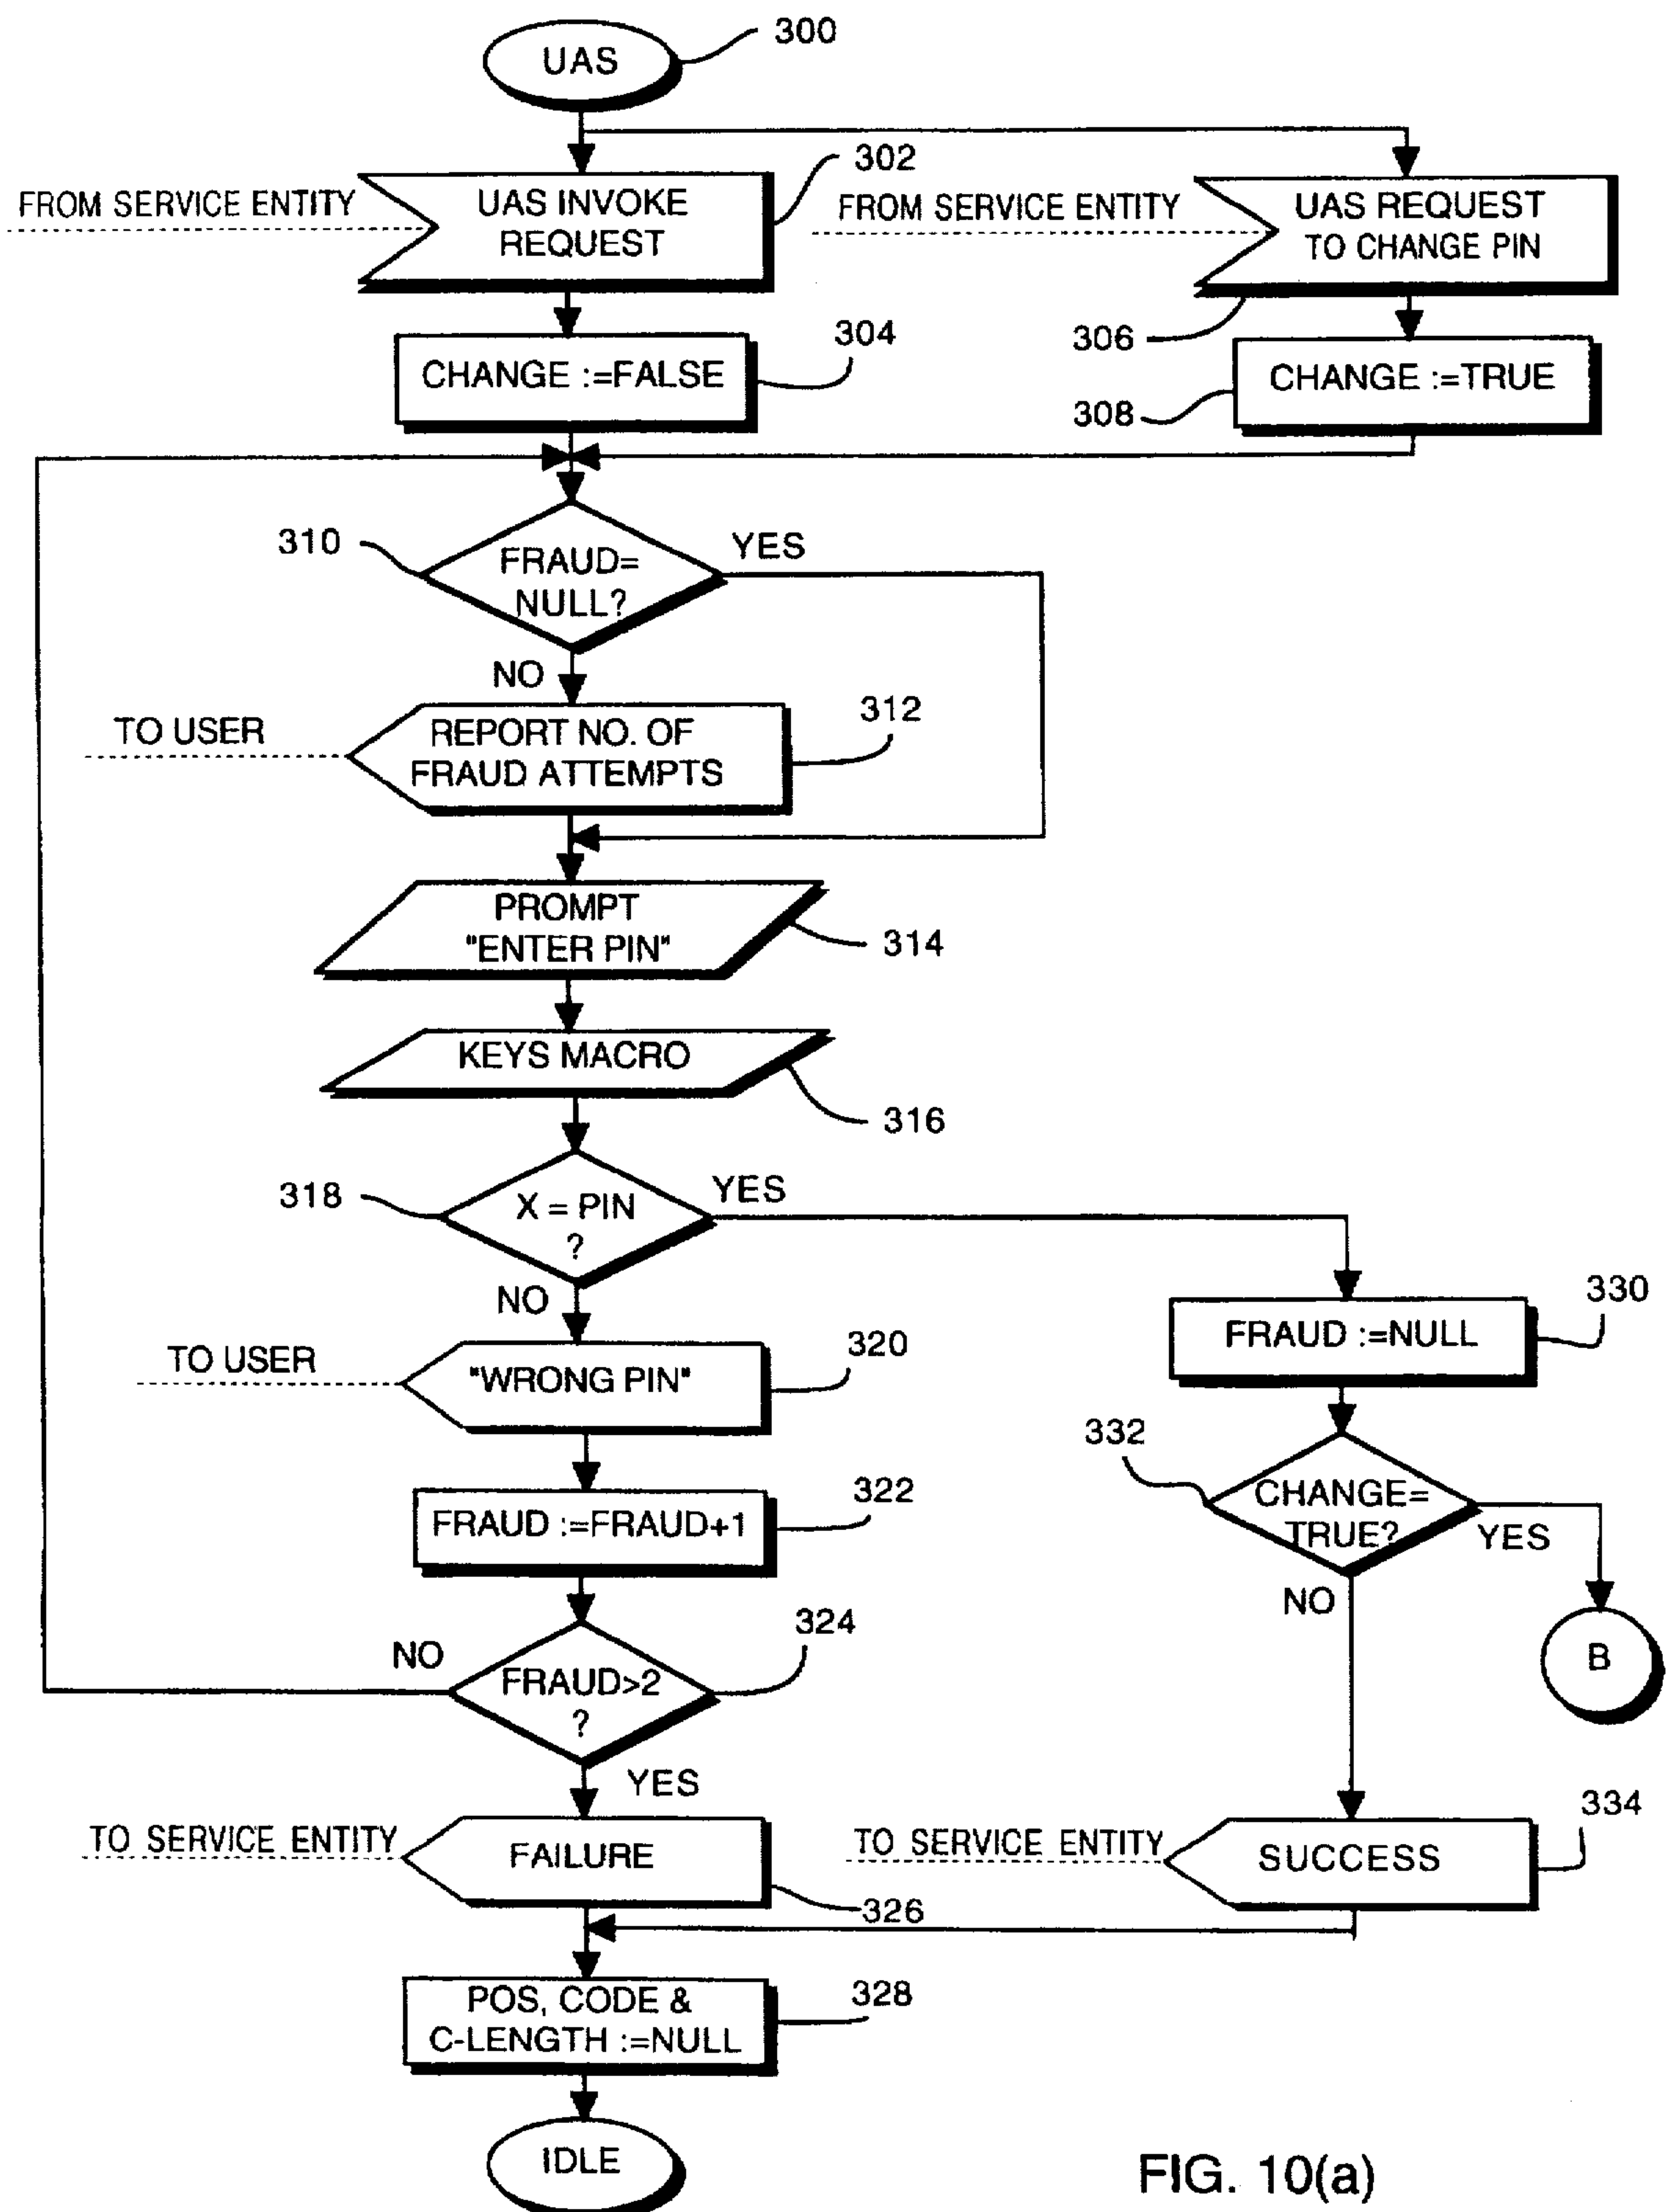 UAS
300
302
FROM SERVICE ENTITY
UAS INVOKE
REQUEST
FROM SERVICE ENTITY
UAS REQUEST
TO CHANGE PIN
304
CHANGE :=FALSE
306
308
CHANGE :=TRUE
310
FRAUD=
NULL?
YES
NO
TO USER
REPORT NO. OF
FRAUD ATTEMPTS
312
PROMPT
"ENTER PIN"
314
KEYS MACRO
316
318
X = PIN
?
YES
NO
330
FRAUD :=NULL
TO USER
"WRONG PIN"
320
332
CHANGE=
TRUE?
YES
NO
B
322
FRAUD :=FRAUD+1
324
NO
FRAUD>2
?
YES
TO SERVICE ENTITY
FAILURE
326
TO SERVICE ENTITY
SUCCESS
334
POS, CODE &
C-LENGTH :=NULL
328
IDLE
FIG. 10(a)